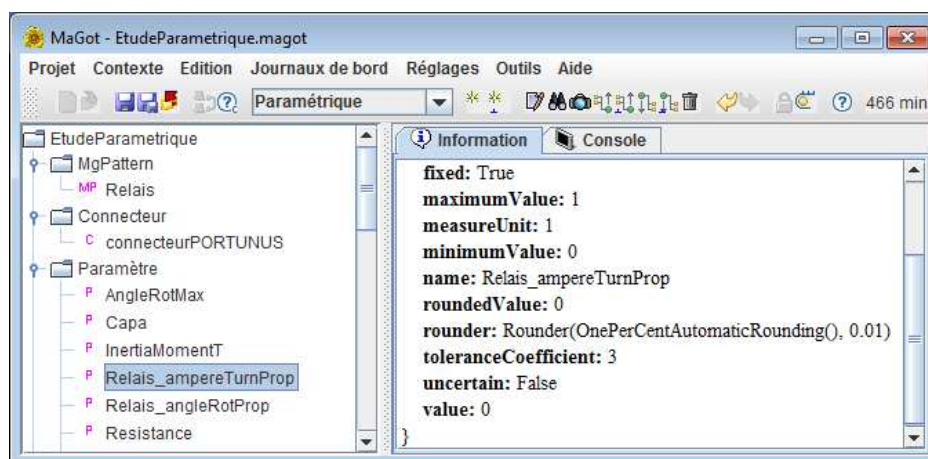 MaGot - EtudeParametrique.magot
Projet Contexte Edition Journaux de bord Réglages Outils Aide
Paramétrique
466 min
EtudeParametrique
MgPattern
MP Relais
Connecteur
C connecteurPORTUNUS
Paramètre
P AngleRotMax
P Capa
P InertiaMomentT
P Relais_ampereTurnProp
P Relais_angleRotProp
P Resistance
Information Console
fixed: True
maximumValue: 1
measureUnit: 1
minimumValue: 0
name: Relais_ampereTurnProp
roundedValue: 0
rounder: Rounder(OnePerCentAutomaticRounding(), 0.01)
toleranceCoefficient: 3
uncertain: False
value: 0
}